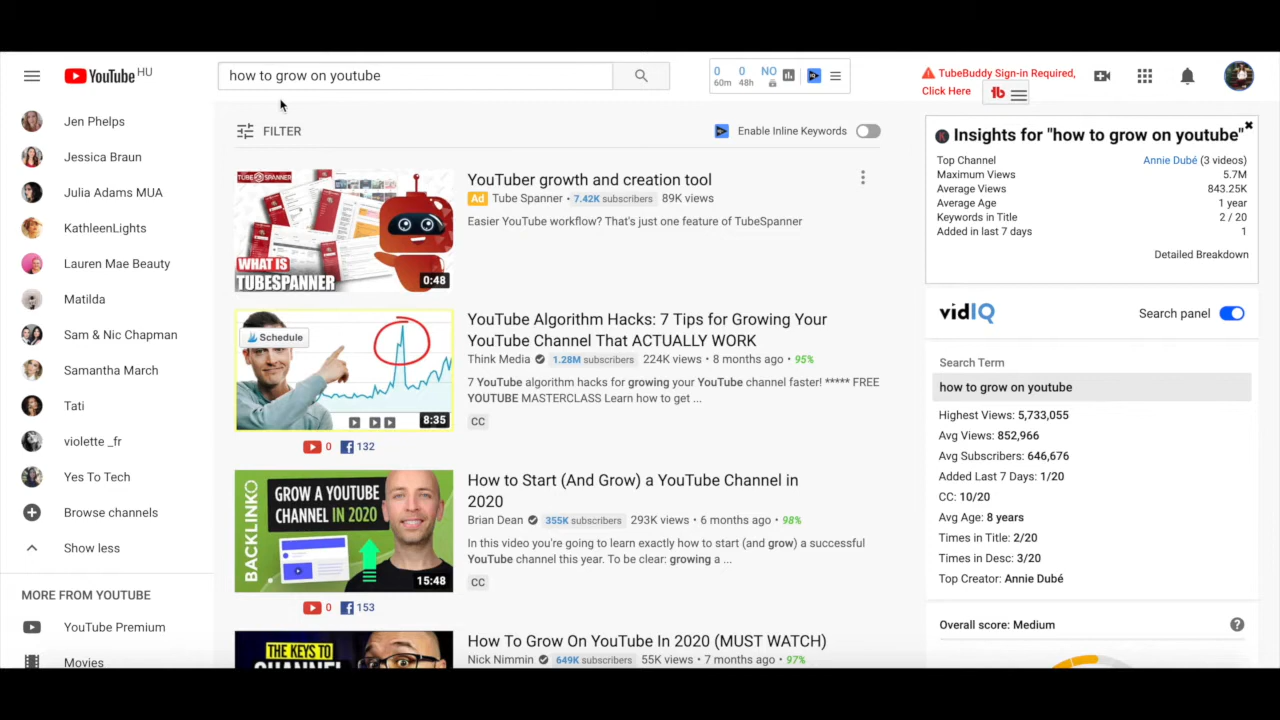 YouTube HU
how to grow on youtube
0 0 NO
60m 48h
TubeBuddy Sign-in Required,
Click Here
tb
Jen Phelps
Jessica Braun
Julia Adams MUA
KathleenLights
Lauren Mae Beauty
Matilda
Sam & Nic Chapman
Samantha March
Tati
violette _fr
Yes To Tech
Browse channels
Show less
MORE FROM YOUTUBE
YouTube Premium
Movies
FILTER
Enable Inline Keywords
TUBE SPANNER
WHAT IS
TUBESPANNER
0:48
YouTuber growth and creation tool
Ad Tube Spanner • 7.42K subscribers 89K views
Easier YouTube workflow? That's just one feature of TubeSpanner
Schedule
8:35
YouTube Algorithm Hacks: 7 Tips for Growing Your
YouTube Channel That ACTUALLY WORK
Think Media 1.28M subscribers 224K views • 8 months ago • 95%
7 YouTube algorithm hacks for growing your YouTube channel faster! ***** FREE
YOUTUBE MASTERCLASS Learn how to get ...
CC
0 132
BACKLINKO
GROW A YOUTUBE
CHANNEL IN 2020
15:48
How to Start (And Grow) a YouTube Channel in
2020
Brian Dean 355K subscribers 293K views • 6 months ago • 98%
In this video you're going to learn exactly how to start (and grow) a successful
YouTube channel this year. To be clear: growing a ...
CC
0 153
THE KEYS
TO
How To Grow On YouTube In 2020 (MUST WATCH)
Nick Nimmin 649K subscribers 55K views • 7 months ago • 97%
Insights for "how to grow on youtube"
Top Channel Annie Dubé (3 videos)
Maximum Views 5.7M
Average Views 843.25K
Average Age 1 year
Keywords in Title 2 / 20
Added in last 7 days 1
Detailed Breakdown
vidIQ Search panel
Search Term
how to grow on youtube
Highest Views: 5,733,055
Avg Views: 852,966
Avg Subscribers: 646,676
Added Last 7 Days: 1/20
CC: 10/20
Avg Age: 8 years
Times in Title: 2/20
Times in Desc: 3/20
Top Creator: Annie Dubé
Overall score: Medium